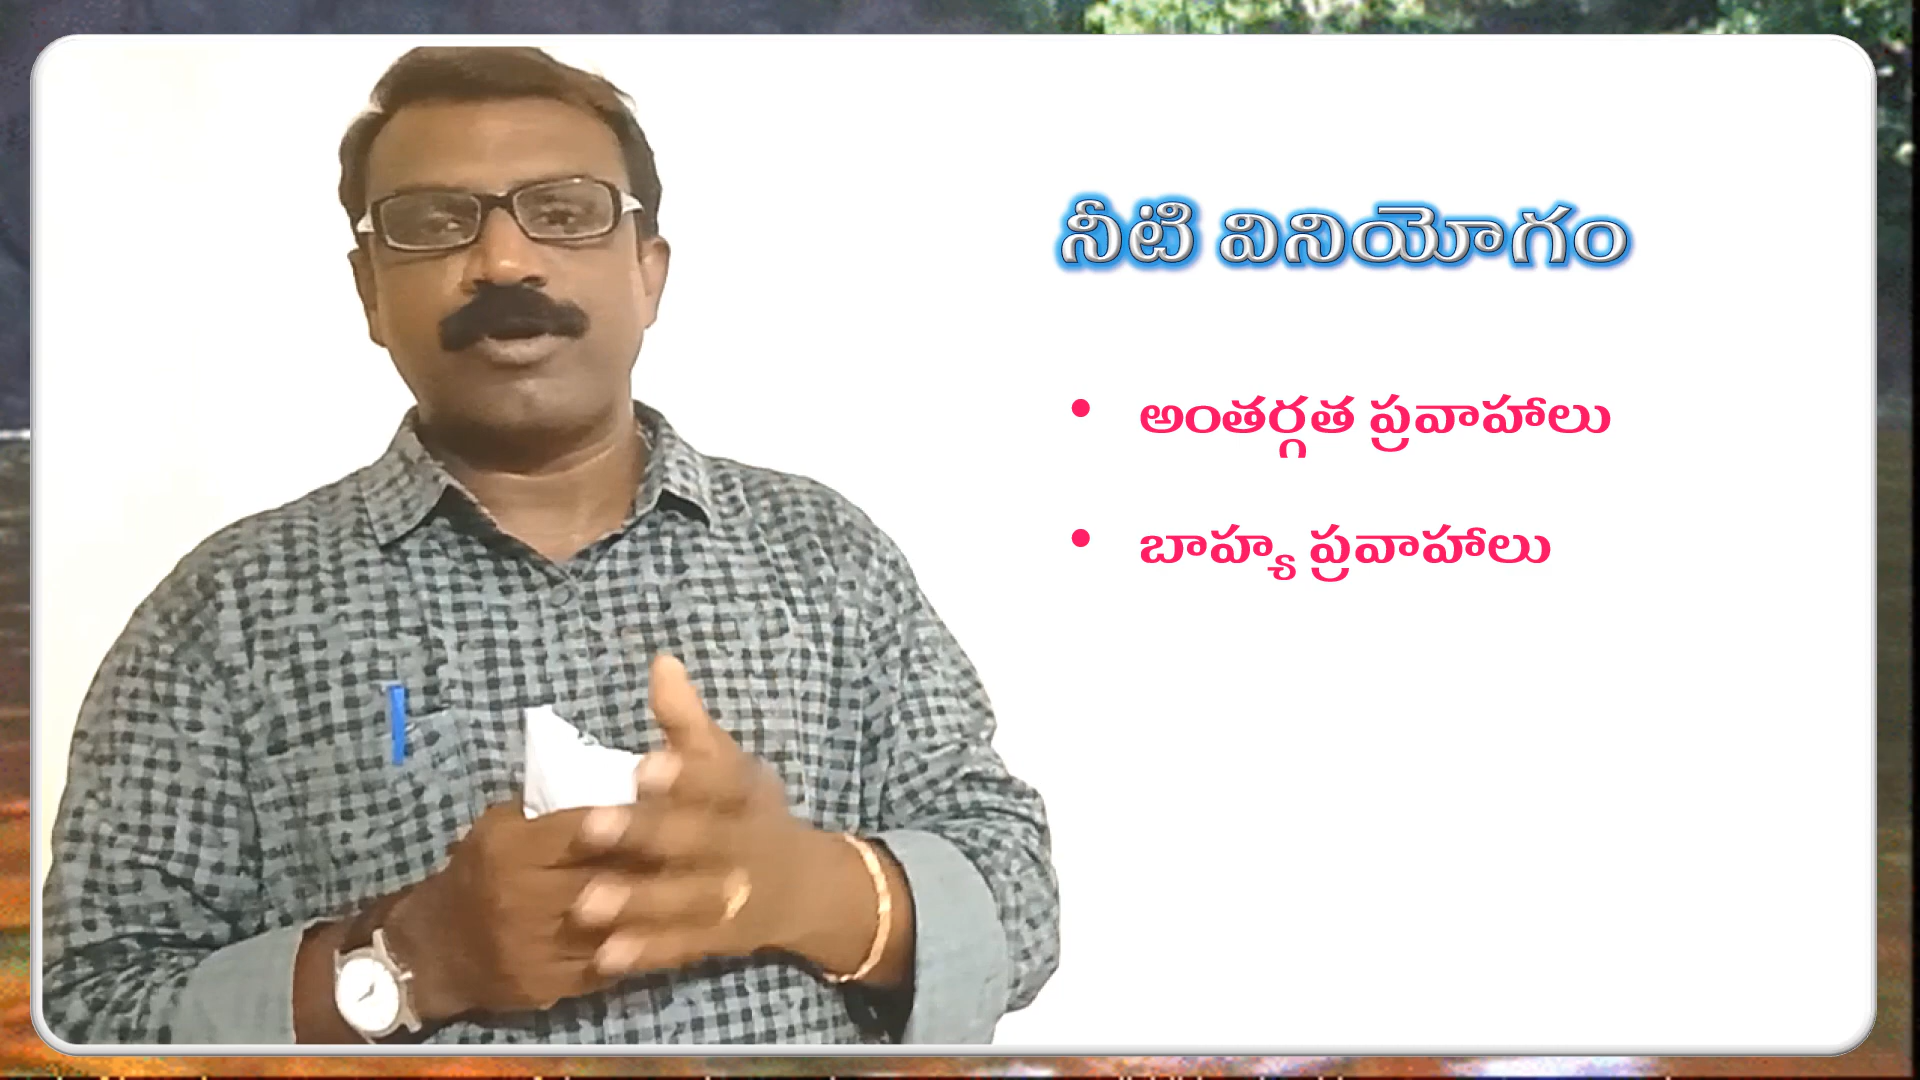 నీటి వినియోగం
• అంతర్గత ప్రవాహాలు
• బాహ్య ప్రవాహాలు